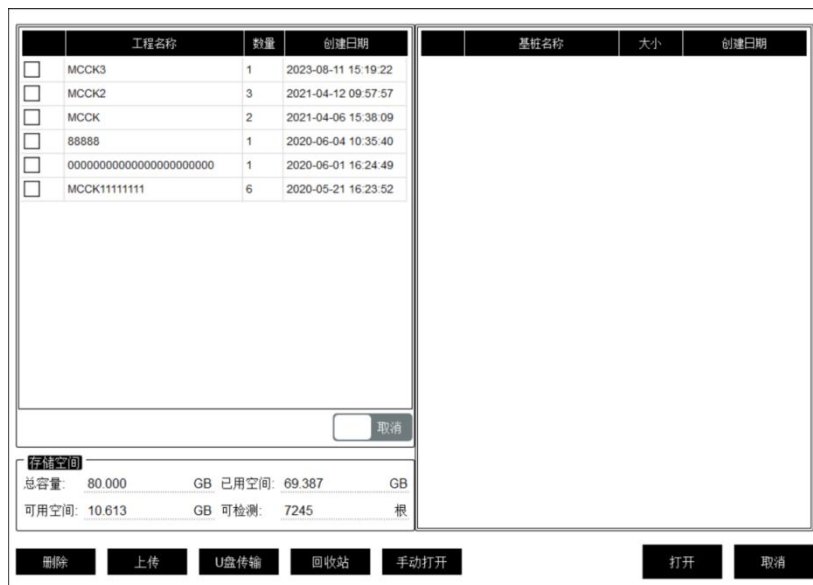 工程名称 数量 创建日期
MCCK3 1 2023-08-11 15:19:22
MCCK2 3 2021-04-12 09:57:57
MCCK 2 2021-04-06 15:38:09
88888 1 2020-06-04 10:35:40
00000000000000000000000 1 2020-06-01 16:24:49
MCCK11111111 6 2020-05-21 16:23:52
取消
基桩名称 大小 创建日期
存储空间
总容量: 80.000 GB 已用空间: 69.387 GB
可用空间: 10.613 GB 可检测: 7245 根
删除 上传 U盘传输 回收站 手动打开 打开 取消